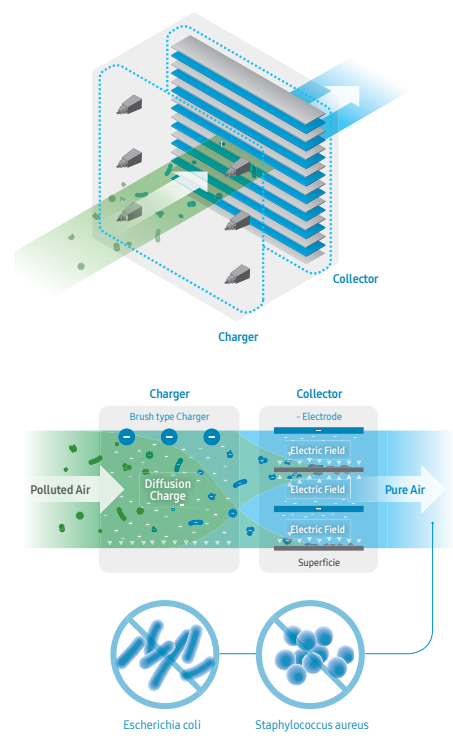 Collector
Charger
Charger
Collector
Brush type Charger
- Electrode
Electric Field
Polluted Air
Diffusion
Charge
Electric Field
Pure Air
Electric Field
Superficie
Escherichia coli
Staphylococcus aureus